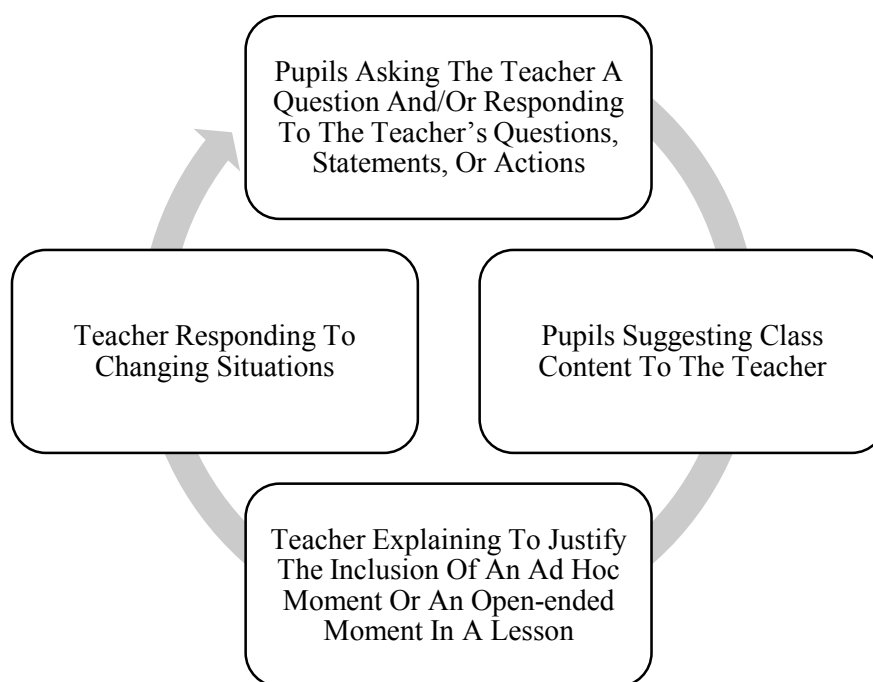 Pupils Asking The Teacher A
Question And/Or Responding
To The Teacher’s Questions,
Statements, Or Actions
Pupils Suggesting Class
Content To The Teacher
Teacher Explaining To Justify
The Inclusion Of An Ad Hoc
Moment Or An Open-ended
Moment In A Lesson
Teacher Responding To
Changing Situations